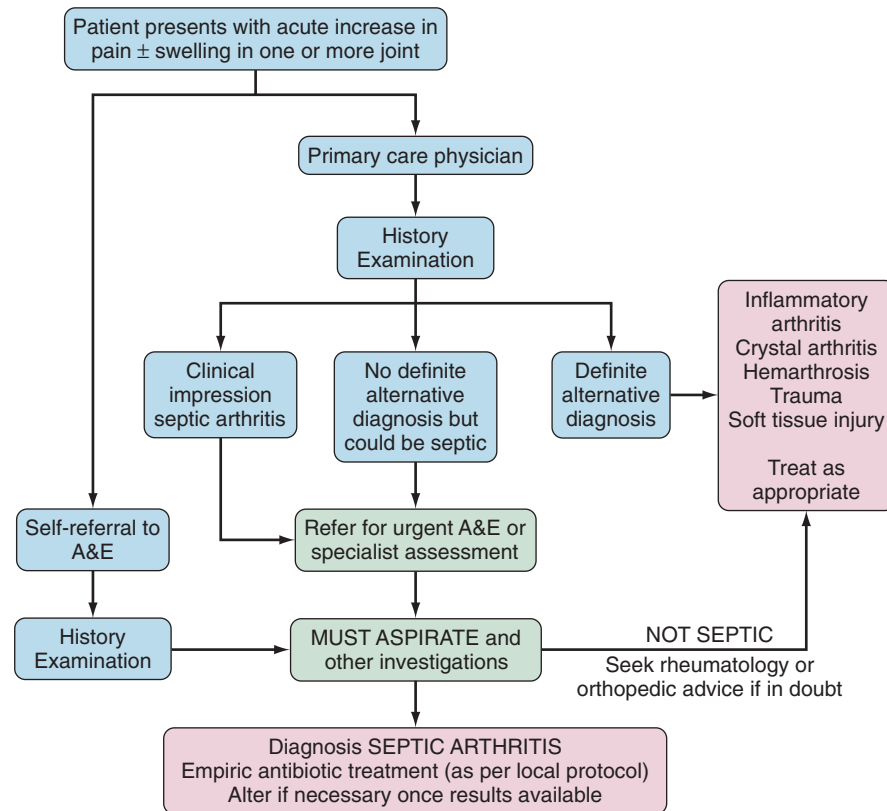 Patient presents with acute increase in
pain ± swelling in one or more joint
Primary care physician
History
Examination
Clinical
impression
septic arthritis
No definite
alternative
diagnosis but
could be septic
Definite
alternative
diagnosis
Inflammatory
arthritis
Crystal arthritis
Hemarthrosis
Trauma
Soft tissue injury
Treat as
appropriate
Self-referral to
A&E
Refer for urgent A&E or
specialist assessment
History
Examination
MUST ASPIRATE and
other investigations
NOT SEPTIC
Seek rheumatology or
orthopedic advice if in doubt
Diagnosis SEPTIC ARTHRITIS
Empiric antibiotic treatment (as per local protocol)
Alter if necessary once results available